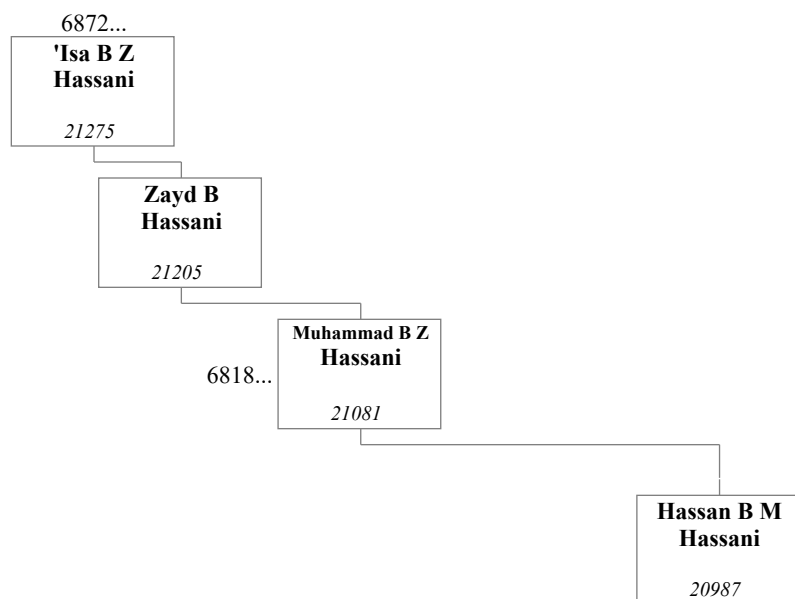 6872...
'Isa B Z
Hassani
21275
Zayd B
Hassani
21205
Muhammad B Z
Hassani
6818...
21081
Hassan B M
Hassani
20987